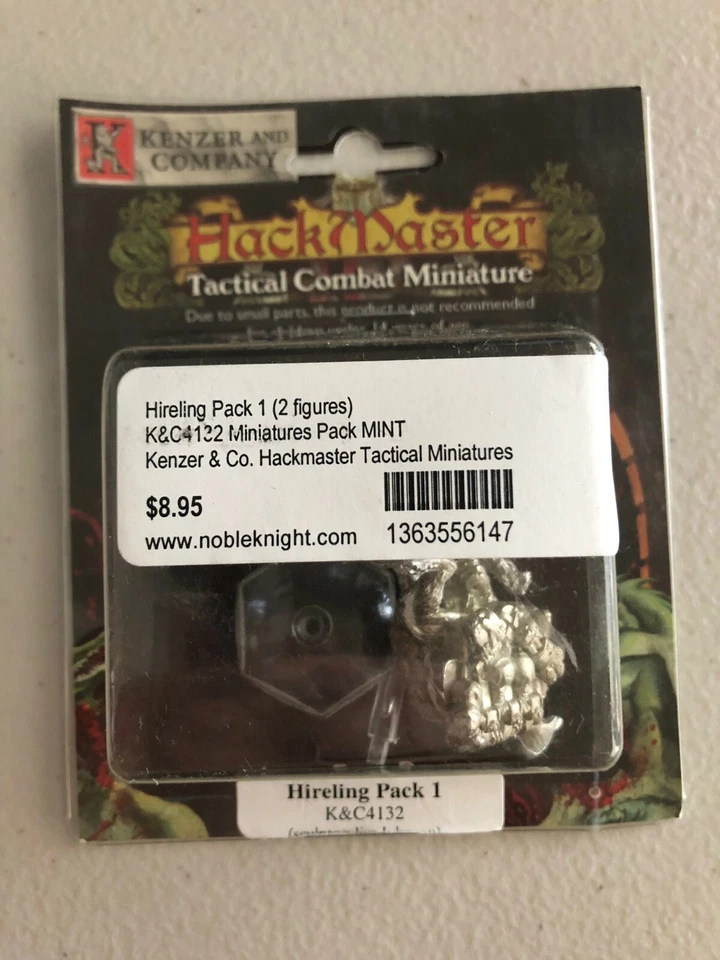 KENZER AND
COMPANY
HackMaster
Tactical Combat Miniature
Due to small parts, this product is not recommended
Hireling Pack 1 (2 figures)
K&C4132 Miniatures Pack MINT
Kenzer & Co. Hackmaster Tactical Miniatures
$8.95
www.nobleknight.com 1363556147
Hireling Pack 1
K&C4132